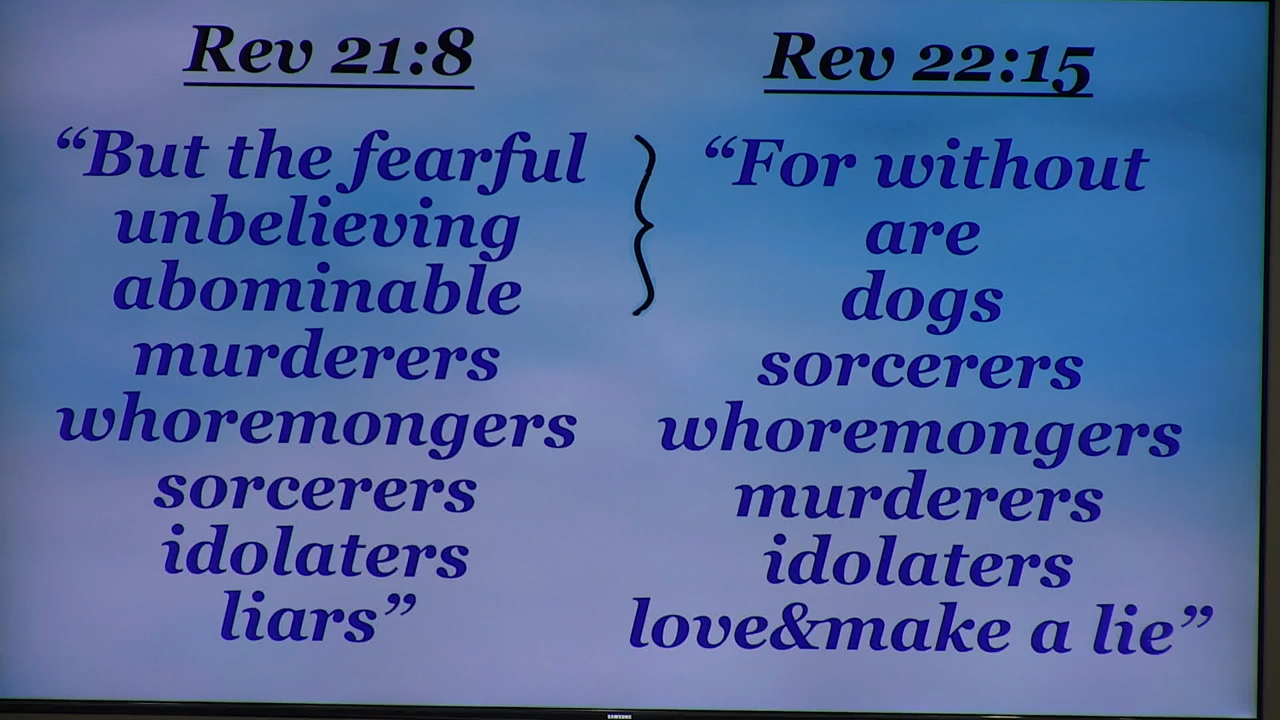 Rev 21:8
“But the fearful
unbelieving
abominable
murderers
whoremongers
sorcerers
idolaters
liars”
Rev 22:15
“For without
are
dogs
sorcerers
whoremongers
murderers
idolaters
love&make a lie”
SAMSUNG